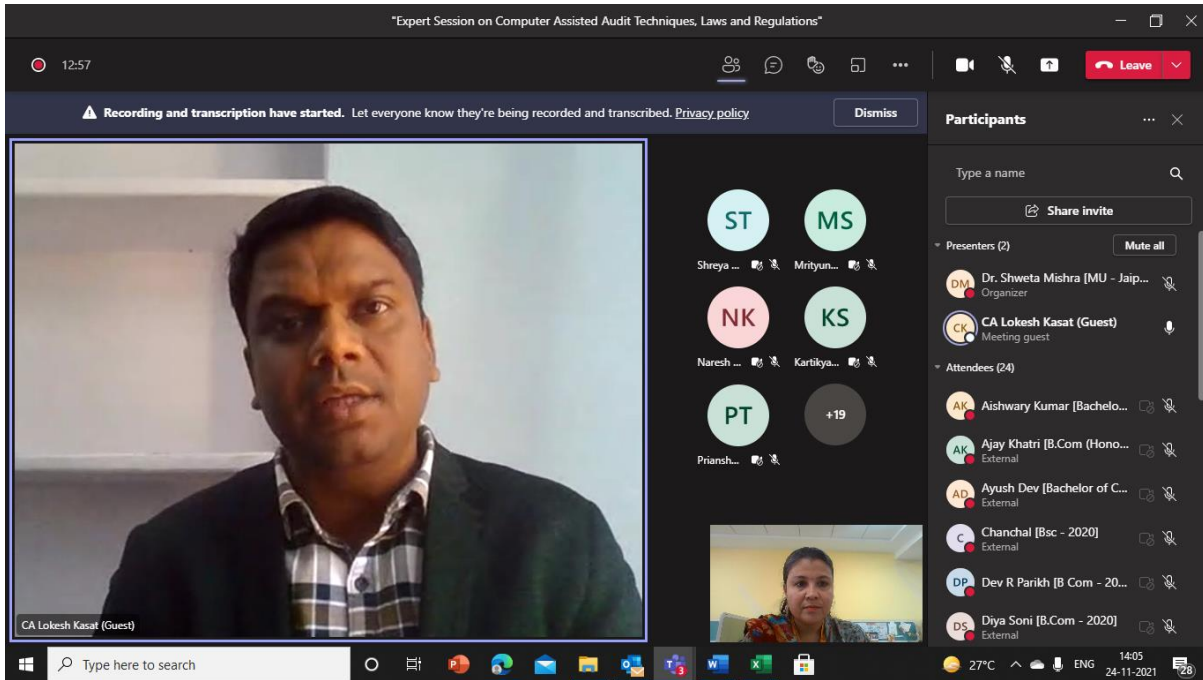 "Expert Session on Computer Assisted Audit Techniques, Laws and Regulations"
12:57
Leave
Recording and transcription have started. Let everyone know they're being recorded and transcribed. Privacy policy
Dismiss
CA Lokesh Kasat (Guest)
ST
MS
Shreya ...
Mrityun...
NK
KS
Naresh ...
Kartikya...
PT
+19
Priansh...
Participants
Type a name
Share invite
Presenters (2)
Mute all
DM
Dr. Shweta Mishra [MU - Jaip...
Organizer
CK
CA Lokesh Kasat (Guest)
Meeting guest
Attendees (24)
AK
Aishwary Kumar [Bachelo...
AK
Ajay Khatri [B.Com (Hono...
External
AD
Ayush Dev [Bachelor of C...
External
C
Chanchal [Bsc - 2020]
External
DP
Dev R Parikh [B Com - 20...
DS
Diya Soni [B.Com - 2020]
External
Type here to search
3
27°C
ENG
14:05
24-11-2021
28